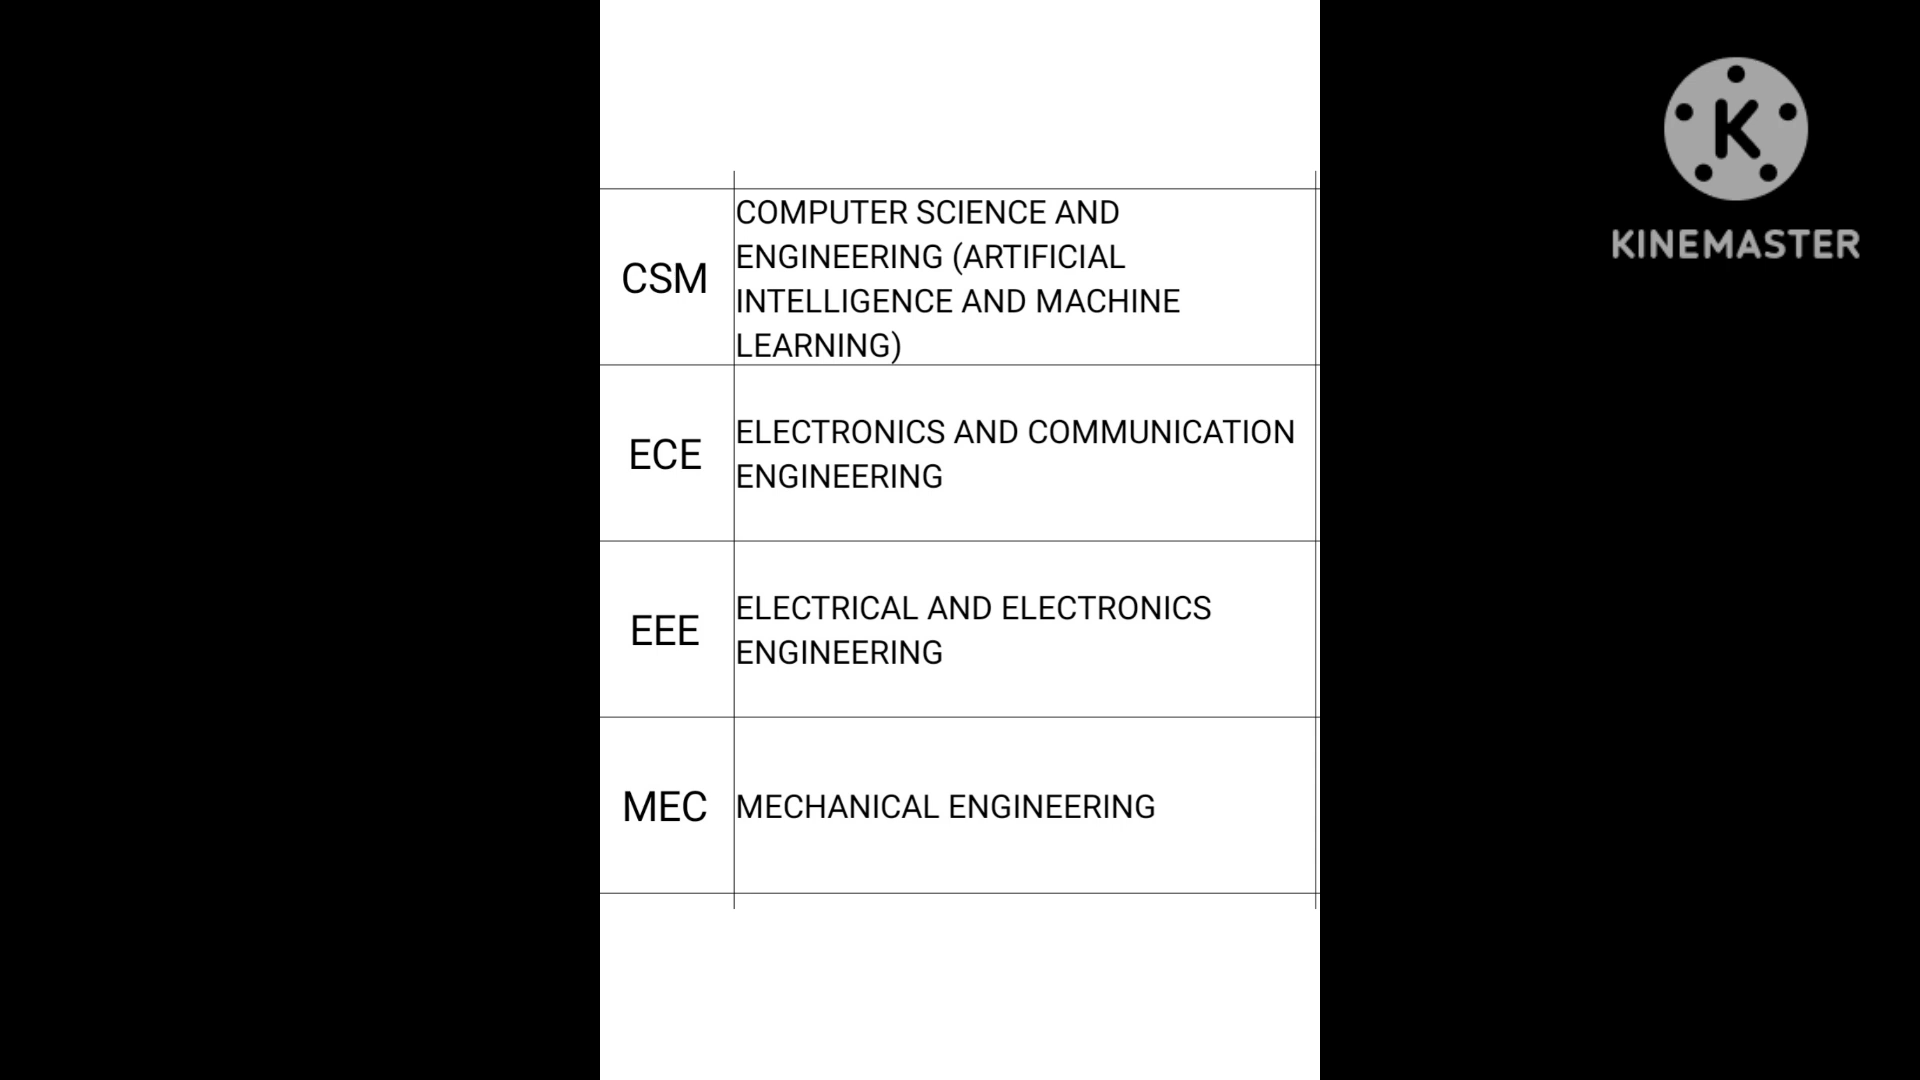 KINEMASTER
CSM
COMPUTER SCIENCE AND
ENGINEERING (ARTIFICIAL
INTELLIGENCE AND MACHINE
LEARNING)
ECE
ELECTRONICS AND COMMUNICATION
ENGINEERING
EEE
ELECTRICAL AND ELECTRONICS
ENGINEERING
MEC
MECHANICAL ENGINEERING